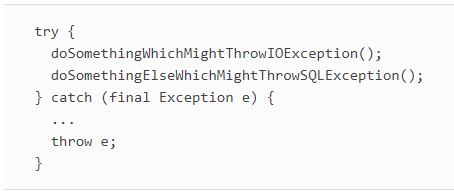 try {
  doSomethingWhichMightThrowIOException();
  doSomethingElseWhichMightThrowSQLException();
} catch (final Exception e) {
  ...
  throw e;
}